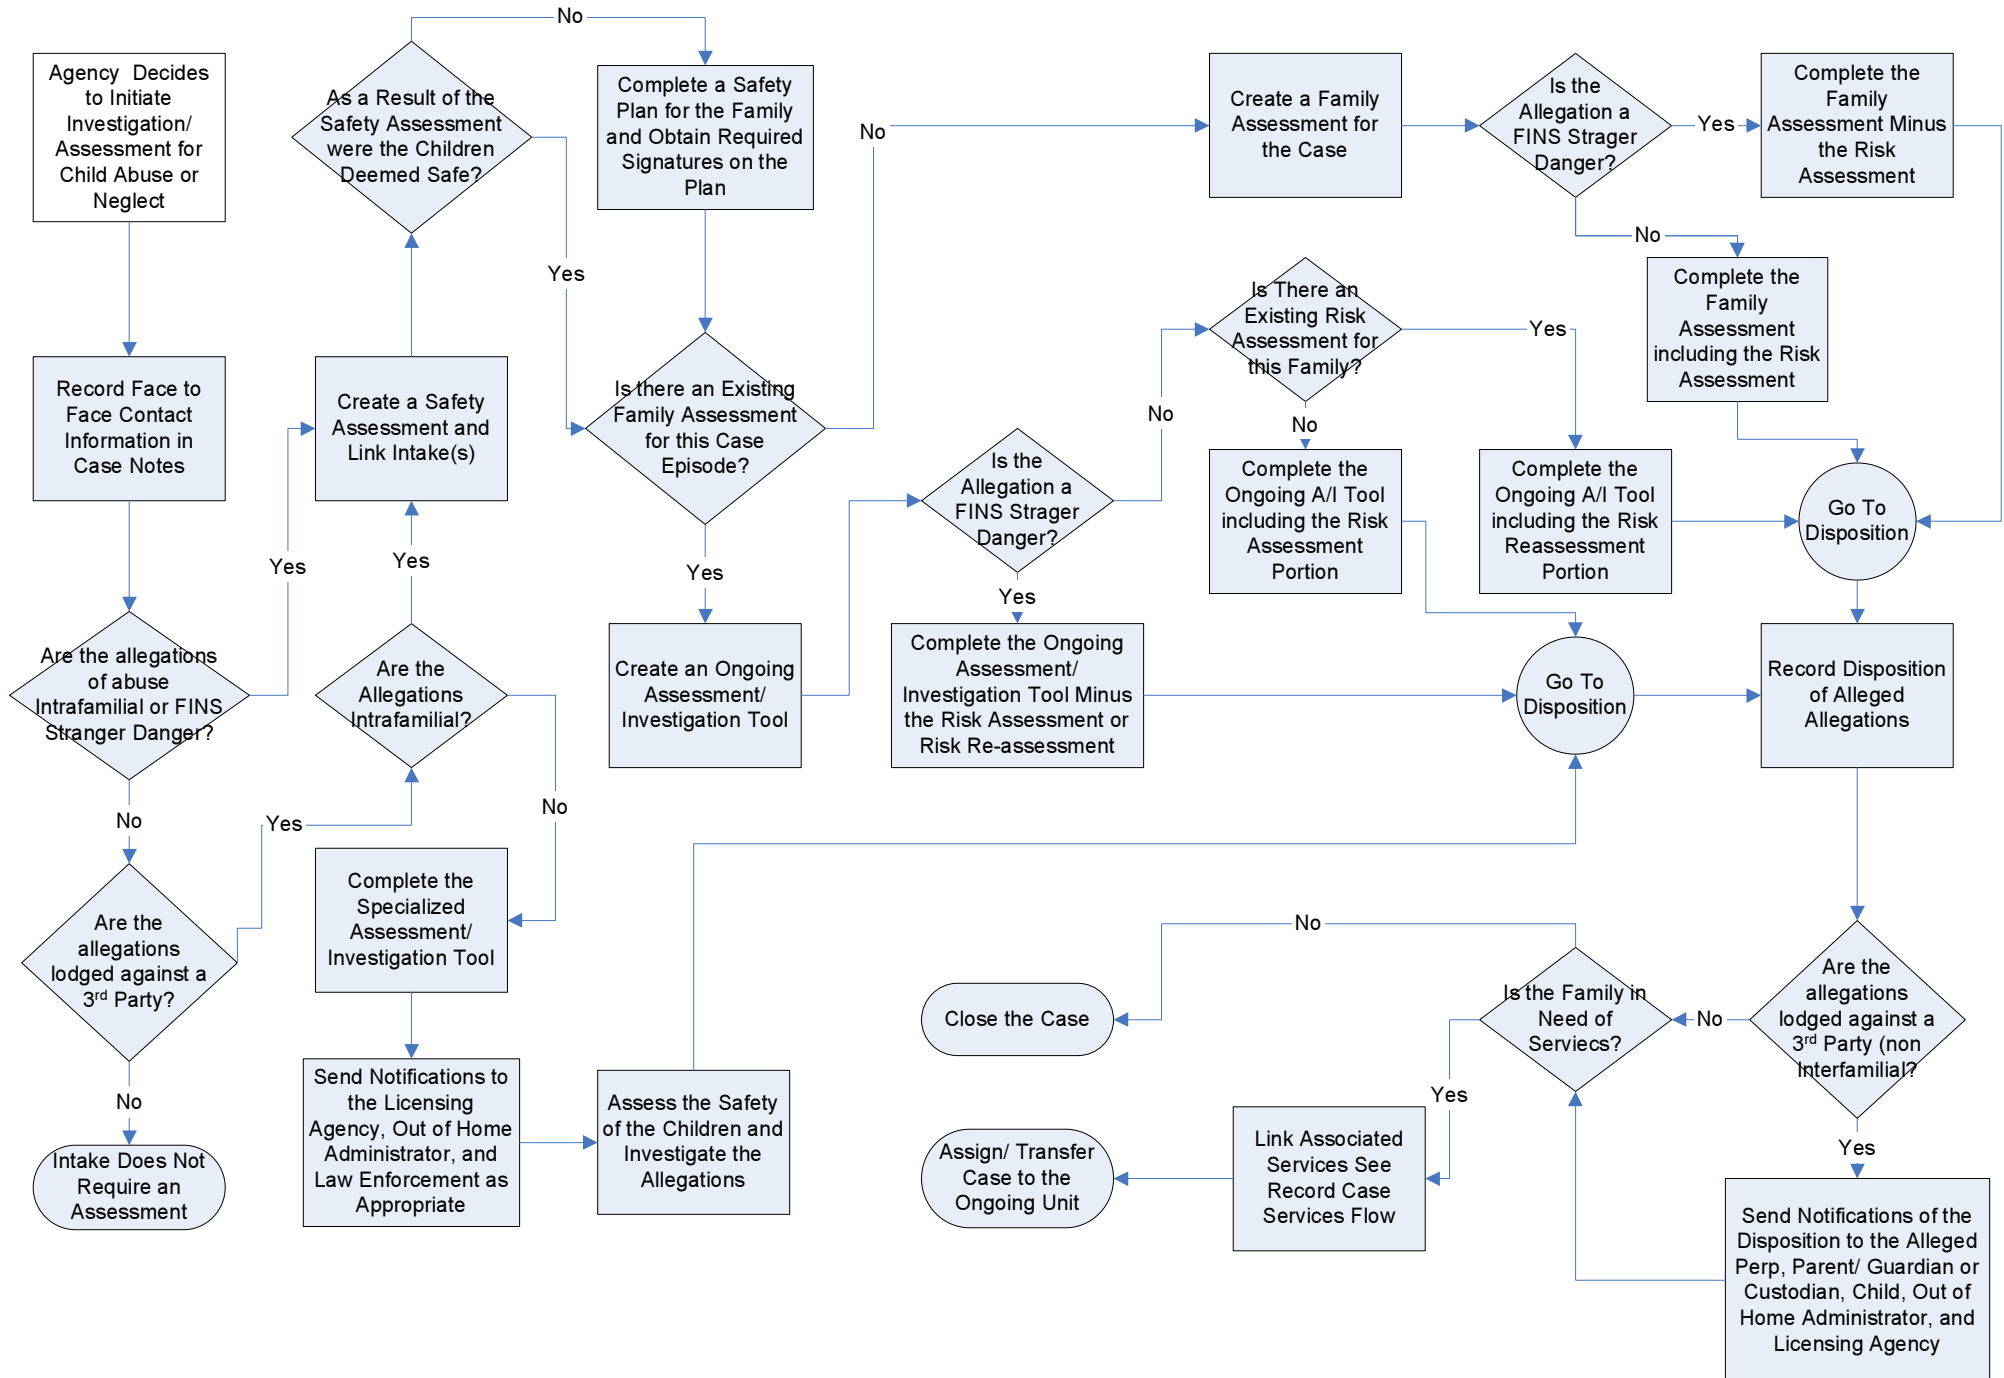 Agency Decides
to Initiate
Investigation/
Assessment for
Child Abuse or
Neglect
Record Face to
Face Contact
Information in
Case Notes
Are the allegations
of abuse
Intrafamilial or FINS
Stranger Danger?
Yes
No
Are the
allegations
lodged against a
3rd Party?
Yes
No
Intake Does Not
Require an
Assessment
Are the
Allegations
Intrafamilial?
Yes
No
Create a Safety
Assessment and
Link Intake(s)
As a Result of the
Safety Assessment
were the Children
Deemed Safe?
No
Yes
Complete the
Specialized
Assessment/
Investigation Tool
Send Notifications to
the Licensing
Agency, Out of Home
Administrator, and
Law Enforcement as
Appropriate
Assess the Safety
of the Children and
Investigate the
Allegations
Complete a Safety
Plan for the Family
and Obtain Required
Signatures on the
Plan
Is there an Existing
Family Assessment
for this Case
Episode?
No
Yes
Create an Ongoing
Assessment/
Investigation Tool
Is the
Allegation a
FINS Strager
Danger?
No
Yes
Complete the Ongoing
Assessment/
Investigation Tool Minus
the Risk Assessment or
Risk Re-assessment
Is There an
Existing Risk
Assessment for
this Family?
No
Yes
Complete the
Ongoing A/I Tool
including the Risk
Assessment
Portion
Complete the
Ongoing A/I Tool
including the Risk
Reassessment
Portion
Create a Family
Assessment for
the Case
Is the
Allegation a
FINS Strager
Danger?
Yes
No
Complete the
Family
Assessment Minus
the Risk
Assessment
Complete the
Family
Assessment
including the Risk
Assessment
Go To
Disposition
Go To
Disposition
Record Disposition
of Alleged
Allegations
Are the
allegations
lodged against a
3rd Party (non
Interfamilial?
No
Yes
Send Notifications of the
Disposition to the Alleged
Perp, Parent/ Guardian or
Custodian, Child, Out of
Home Administrator, and
Licensing Agency
Is the Family in
Need of
Serviecs?
No
Yes
Close the Case
Link Associated
Services See
Record Case
Services Flow
Assign/ Transfer
Case to the
Ongoing Unit